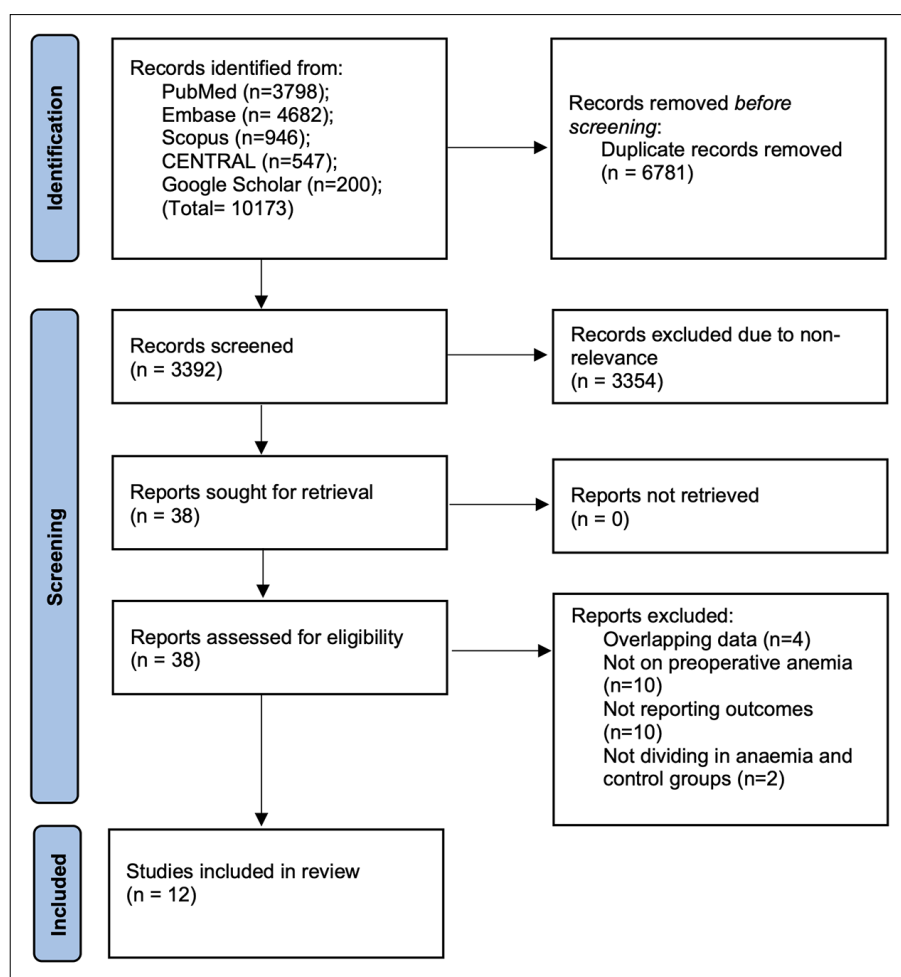 Identification
Records identified from:
PubMed (n=3798);
Embase (n= 4682);
Scopus (n=946);
CENTRAL (n=547);
Google Scholar (n=200);
(Total= 10173)
Records removed before
screening:
Duplicate records removed
(n = 6781)
Screening
Records screened
(n = 3392)
Records excluded due to non-
relevance
(n = 3354)
Reports sought for retrieval
(n = 38)
Reports not retrieved
(n = 0)
Reports assessed for eligibility
(n = 38)
Reports excluded:
Overlapping data (n=4)
Not on preoperative anemia
(n=10)
Not reporting outcomes
(n=10)
Not dividing in anaemia and
control groups (n=2)
Included
Studies included in review
(n = 12)